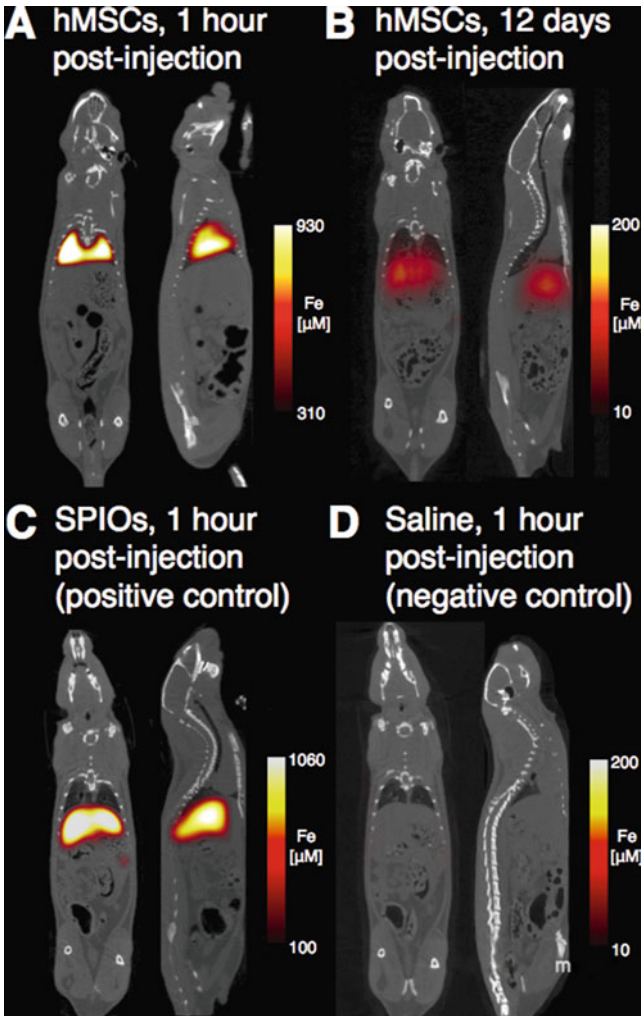 A hMSCs, 1 hour
post-injection
930
Fe
[µM]
310
B hMSCs, 12 days
post-injection
200
Fe
[µM]
10
C SPIOs, 1 hour
post-injection
(positive control)
1060
Fe
[µM]
100
D Saline, 1 hour
post-injection
(negative control)
200
Fe
[µM]
10
m